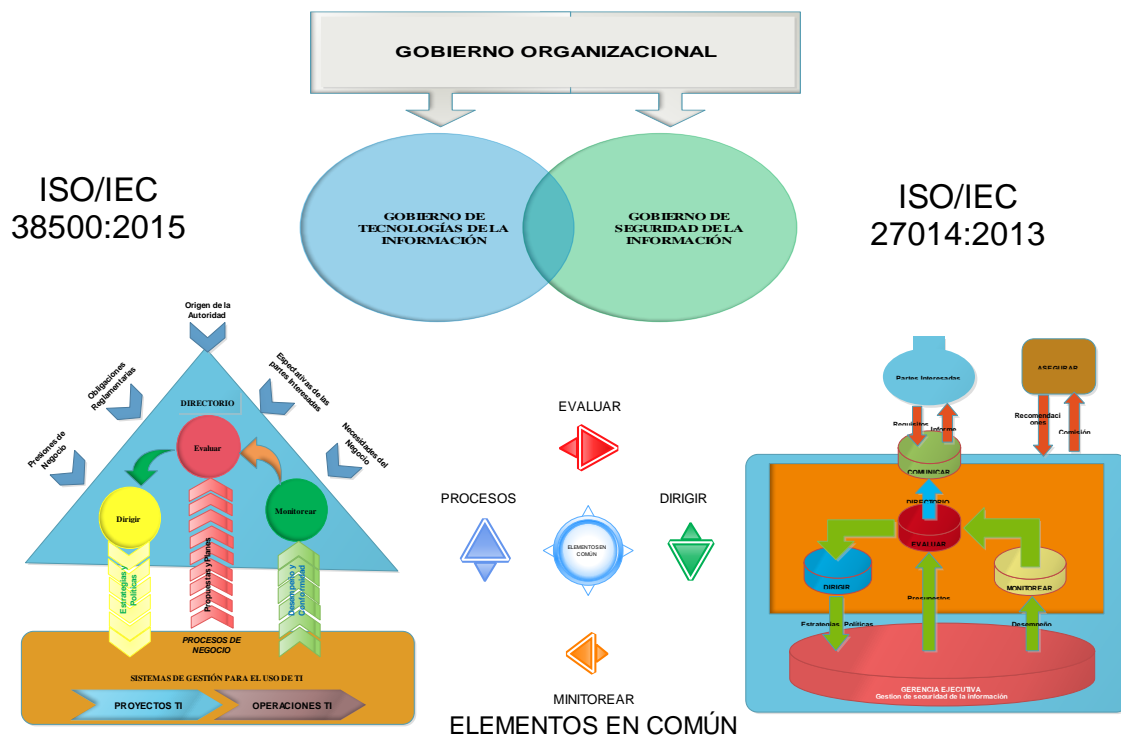 GOBIERNO ORGANIZACIONAL
ISO/IEC
38500:2015
GOBIERNO DE
TECNOLOGÍAS DE LA
INFORMACIÓN
GOBIERNO DE
SEGURIDAD DE LA
INFORMACIÓN
ISO/IEC
27014:2013
Origen de la
Autoridad
Obligaciones
Reglamentarias
Espectativas de las
partes Interesadas
Presiones de
Negocio
Necesidades del
Negocio
DIRECTORIO
Evaluar
Dirigir
Monitorear
Estrategias y
Políticas
Propuestas y Planes
Desempeño y
Conformidad
PROCESOS DE
NEGOCIO
SISTEMAS DE GESTIÓN PARA EL USO DE TI
PROYECTOS TI
OPERACIONES TI
EVALUAR
PROCESOS
DIRIGIR
ELEMENTOS EN
COMÚN
MINITOREAR
ELEMENTOS EN COMÚN
Partes Interesadas
ASEGURAR
Requisitos
Informe
Recomendaci
ones
Comisión
COMUNICAR
DIRECTORIO
EVALUAR
DIRIGIR
MONITOREAR
Estrategias, Políticas
Desempeño
GERENCIA EJECUTIVA
Gestion de seguridad de la información